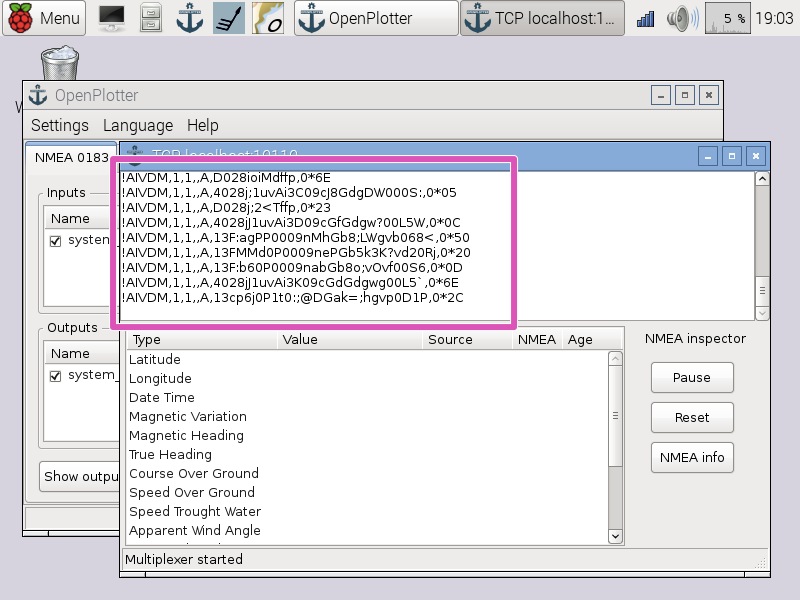 Menu
OpenPlotter
TCP localhost:1...
5 %
19:03
OpenPlotter
Settings Language Help
NMEA 0183
TCP localhost:10110
Inputs
Name
system
Outputs
Name
system_
Show outpu
!AIVDM,1,1,,A,D028ioiMdffp,0*6E
!AIVDM,1,1,,A,4028j;1uvAi3C09cJ8GdgDW000S:,0*05
!AIVDM,1,1,,A,D028j;2<Tffp,0*23
!AIVDM,1,1,,A,4028jJ1uvAi3D09cGfGdgw?00L5W,0*0C
!AIVDM,1,1,,A,13F:agPP0009nMhGb8;LWgvb068<,0*50
!AIVDM,1,1,,A,13FMMd0P0009nePGb5k3K?vd20Rj,0*20
!AIVDM,1,1,,A,13F:b60P0009nabGb8o;vOvf00S6,0*0D
!AIVDM,1,1,,A,4028jJ1uvAi3K09cGdGdgwg00L5`,0*6E
!AIVDM,1,1,,A,13cp6j0P1t0:;@DGak=;hgvp0D1P,0*2C
Type Value Source NMEA Age
Latitude
Longitude
Date Time
Magnetic Variation
Magnetic Heading
True Heading
Course Over Ground
Speed Over Ground
Speed Trought Water
Apparent Wind Angle
NMEA inspector
Pause
Reset
NMEA info
Multiplexer started